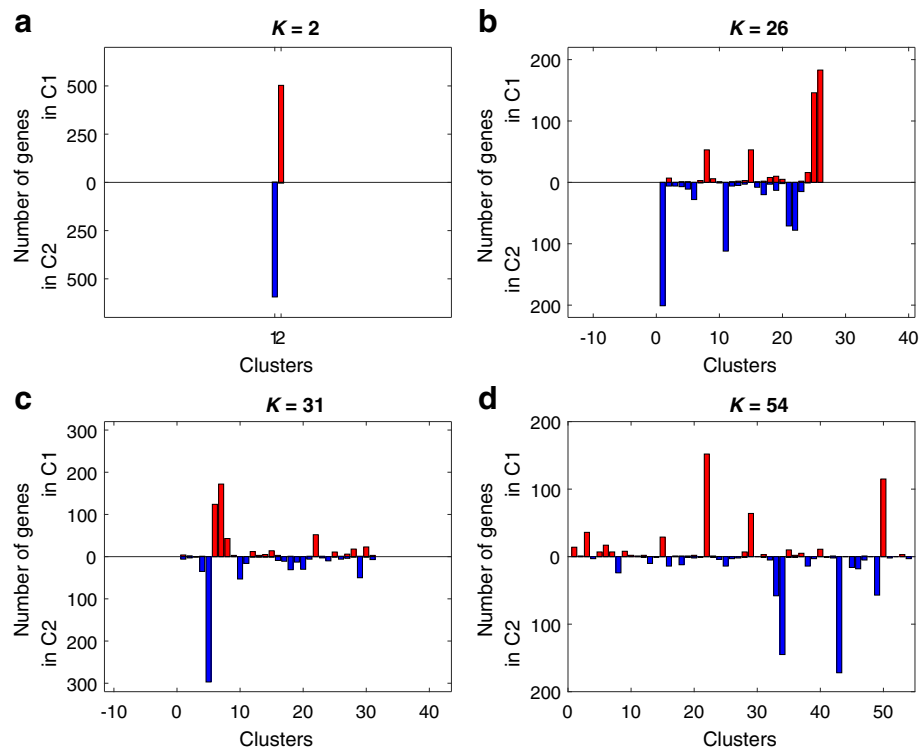 a
K = 2
Number of genes
in C2 in C1
500
250
0
250
500
12
Clusters
b
K = 26
Number of genes
in C2 in C1
200
100
0
100
200
-10 0 10 20 30 40
Clusters
c
K = 31
Number of genes
in C2 in C1
300
200
100
0
100
200
300
-10 0 10 20 30 40
Clusters
d
K = 54
Number of genes
in C2 in C1
200
100
0
100
200
0 10 20 30 40 50
Clusters